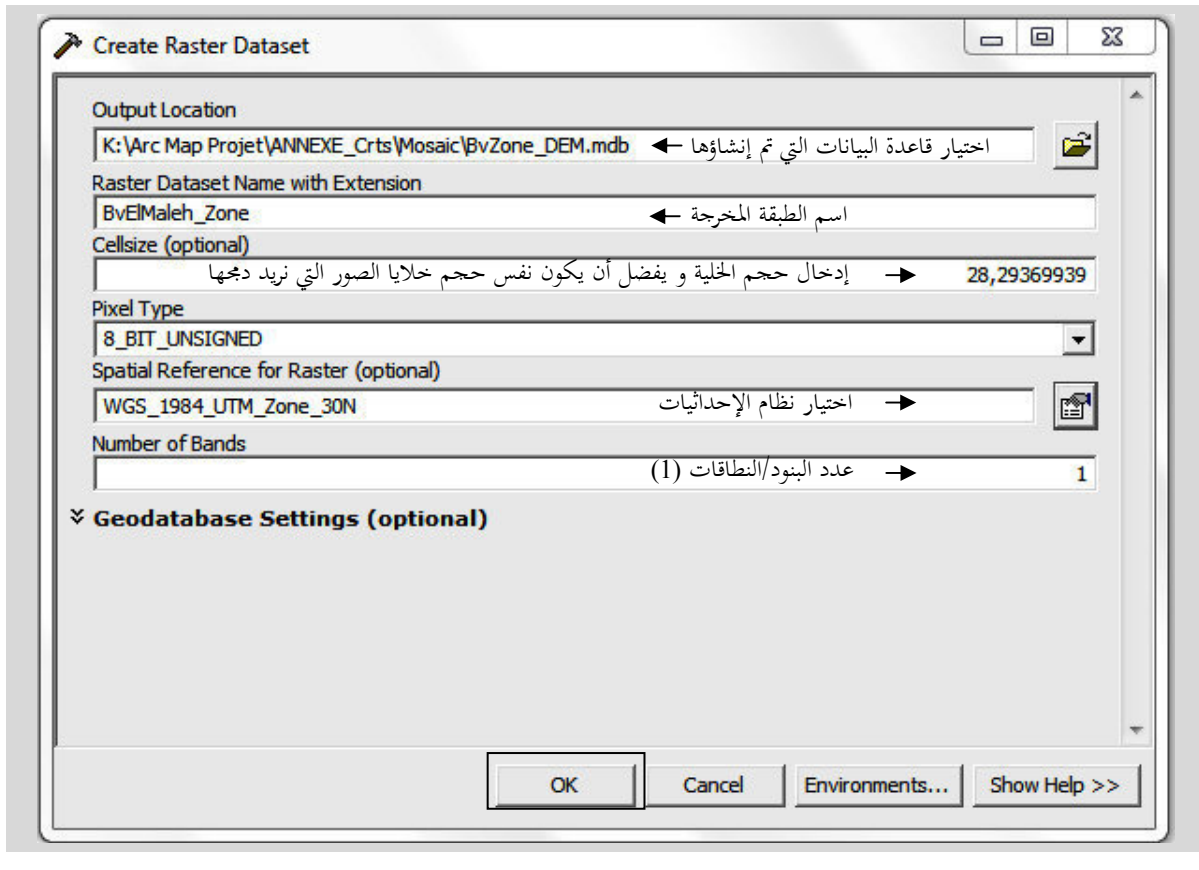 Create Raster Dataset
Output Location
K:\Arc Map Projet\ANNEXE_Crts\Mosaic\BvZone_DEM.mdb اختيار قاعدة البيانات التي تم إنشاؤها
Raster Dataset Name with Extension
BvElMaleh_Zone اسم الطبقة المخرجة
Cellsize (optional)
إدخال حجم الخلية و يفضل أن يكون نفس حجم خلايا الصور التي نريد دمجها 28,29369939
Pixel Type
8_BIT_UNSIGNED
Spatial Reference for Raster (optional)
WGS_1984_UTM_Zone_30N اختيار نظام الإحداثيات
Number of Bands
عدد البنود/النطاقات (1) 1
Geodatabase Settings (optional)
OK Cancel Environments... Show Help >>